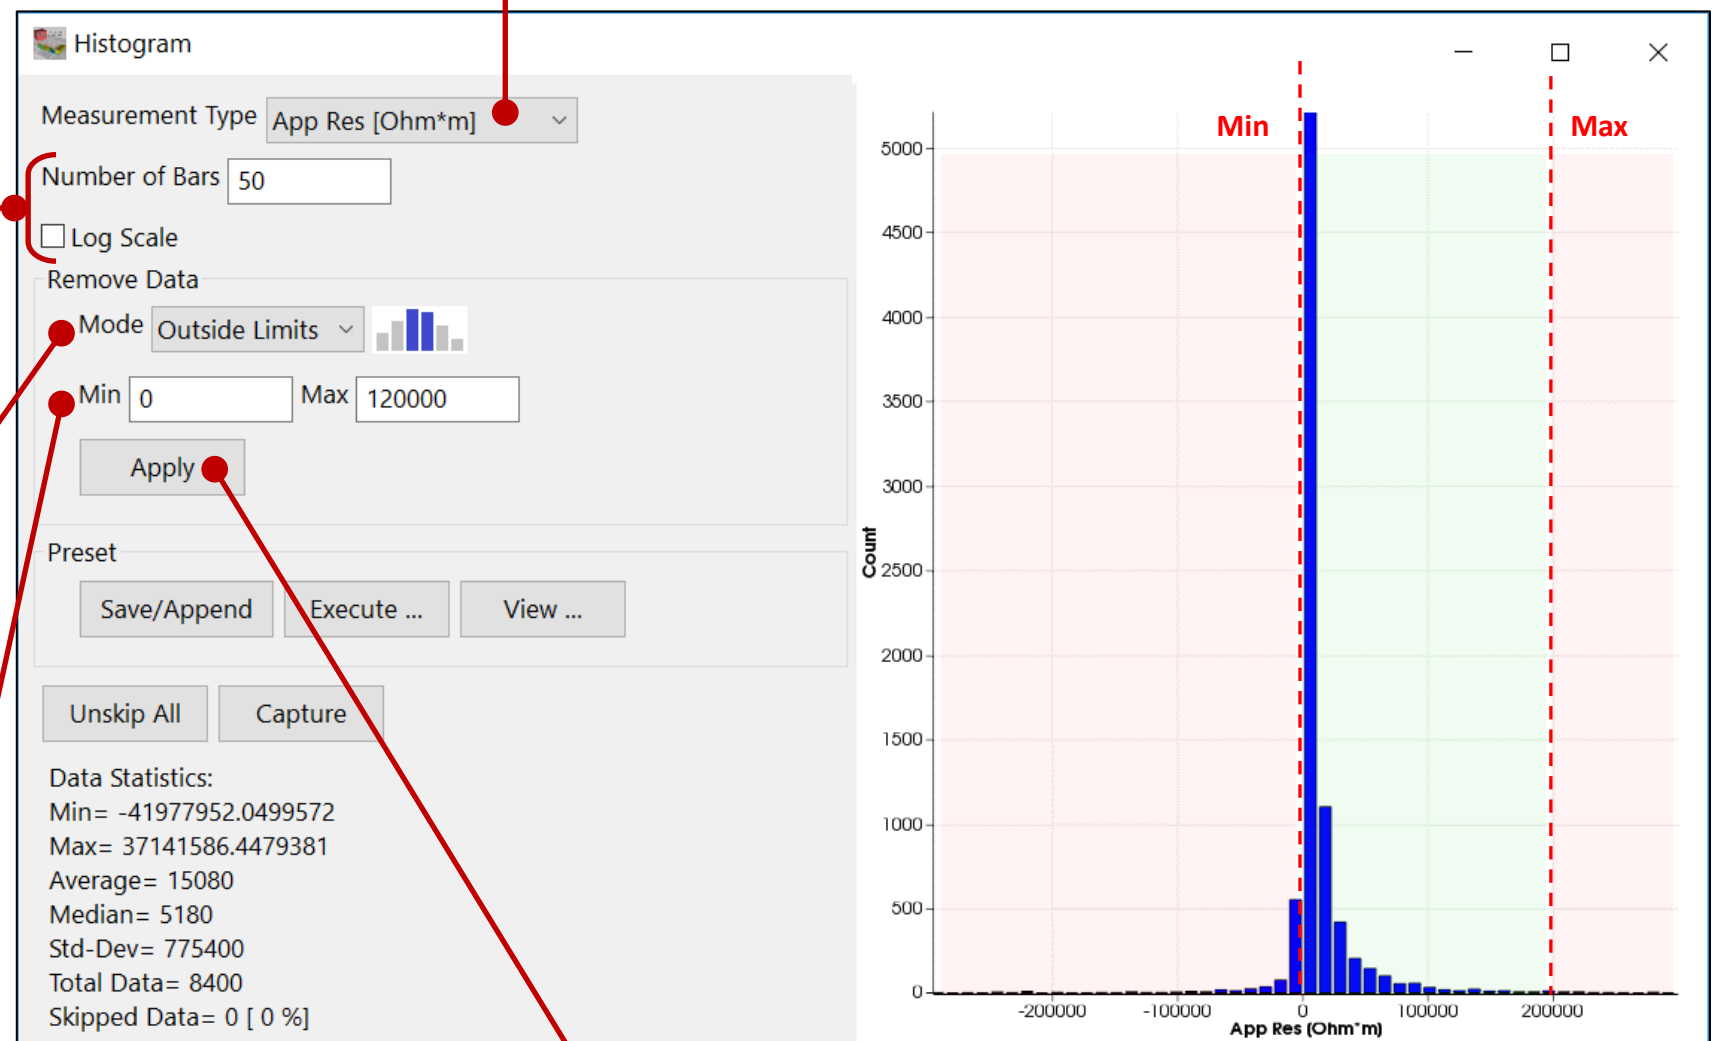 Histogram
Measurement Type App Res [Ohm*m]
Number of Bars 50
Log Scale
Remove Data
Mode Outside Limits
Min 0 Max 120000
Apply
Preset
Save/Append Execute ... View ...
Unskip All Capture
Data Statistics:
Min= -41977952.0499572
Max= 37141586.4479381
Average= 15080
Median= 5180
Std-Dev= 775400
Total Data= 8400
Skipped Data= 0 [ 0 %]
Min Max
5000
4500
4000
3500
3000
2500
2000
1500
1000
500
0
Count
-200000 -100000 0 100000 200000
App Res (Ohm*m)